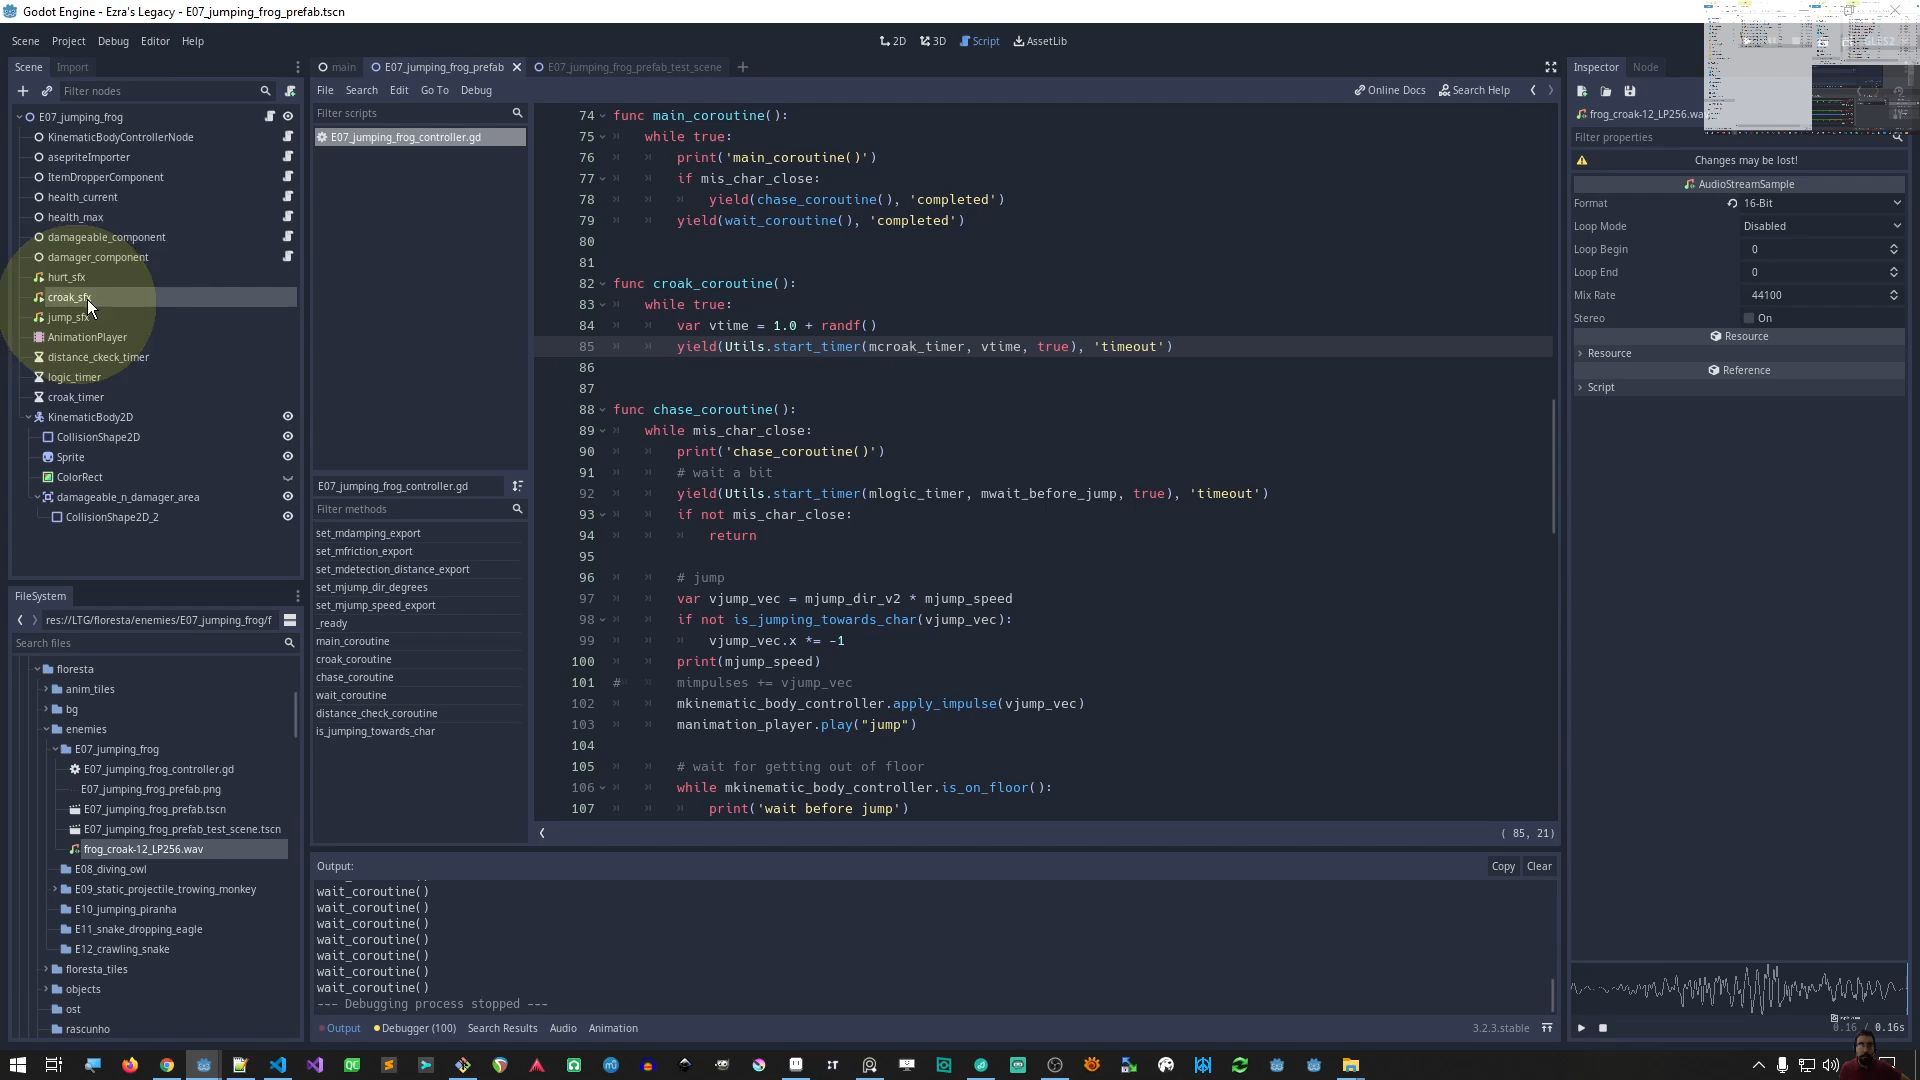 Godot Engine - Ezra's Legacy - E07_jumping_frog_prefab.tscn
Scene Project Debug Editor Help
2D 3D Script AssetLib
Scene Import
main E07_jumping_frog_prefab E07_jumping_frog_prefab_test_scene
Inspector Node
Filter nodes
File Search Edit Go To Debug
Online Docs Search Help
E07_jumping_frog
KinematicBodyControllerNode
asepriteImporter
ItemDropperComponent
health_current
health_max
damageable_component
damager_component
hurt_sfx
croak_sfx
jump_sfx
AnimationPlayer
distance_ckeck_timer
logic_timer
croak_timer
KinematicBody2D
CollisionShape2D
Sprite
ColorRect
damageable_n_damager_area
CollisionShape2D_2
FileSystem
res://LTG/floresta/enemies/E07_jumping_frog/f
Search files
floresta
anim_tiles
bg
enemies
E07_jumping_frog
E07_jumping_frog_controller.gd
E07_jumping_frog_prefab.png
E07_jumping_frog_prefab.tscn
E07_jumping_frog_prefab_test_scene.tscn
frog_croak-12_LP256.wav
E08_diving_owl
E09_static_projectile_trowing_monkey
E10_jumping_piranha
E11_snake_dropping_eagle
E12_crawling_snake
floresta_tiles
objects
ost
rascunho
Filter scripts
E07_jumping_frog_controller.gd
E07_jumping_frog_controller.gd
Filter methods
set_mdamping_export
set_mfriction_export
set_mdetection_distance_export
set_mjump_dir_degrees
set_mjump_speed_export
_ready
main_coroutine
croak_coroutine
chase_coroutine
wait_coroutine
distance_check_coroutine
is_jumping_towards_char
74 func main_coroutine():
75 while true:
76 print('main_coroutine()')
77 if mis_char_close:
78 yield(chase_coroutine(), 'completed')
79 yield(wait_coroutine(), 'completed')
80
81
82 func croak_coroutine():
83 while true:
84 var vtime = 1.0 + randf()
85 yield(Utils.start_timer(mcroak_timer, vtime, true), 'timeout')
86
87
88 func chase_coroutine():
89 while mis_char_close:
90 print('chase_coroutine()')
91 # wait a bit
92 yield(Utils.start_timer(mlogic_timer, mwait_before_jump, true), 'timeout')
93 if not mis_char_close:
94 return
95
96 # jump
97 var vjump_vec = mjump_dir_v2 * mjump_speed
98 if not is_jumping_towards_char(vjump_vec):
99 vjump_vec.x *= -1
100 print(mjump_speed)
101 # mimpulses += vjump_vec
102 mkinematic_body_controller.apply_impulse(vjump_vec)
103 manimation_player.play("jump")
104
105 # wait for getting out of floor
106 while mkinematic_body_controller.is_on_floor():
107 print('wait before jump')
( 85, 21)
Output: Copy Clear
wait_coroutine()
wait_coroutine()
wait_coroutine()
wait_coroutine()
wait_coroutine()
wait_coroutine()
wait_coroutine()
--- Debugging process stopped ---
Output Debugger (100) Search Results Audio Animation 3.2.3.stable
frog_croak-12_LP256.wa
Filter properties
Changes may be lost!
AudioStreamSample
Format 16-Bit
Loop Mode Disabled
Loop Begin 0
Loop End 0
Mix Rate 44100
Stereo On
Resource
Resource
Reference
Script
0.16 / 0.16s